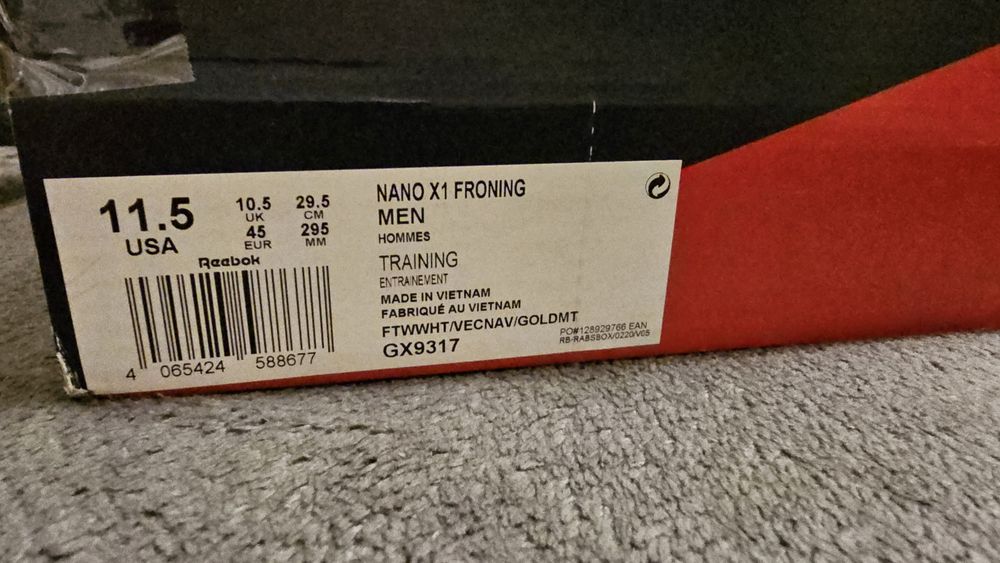 11.5
USA
10.5
UK
45
EUR
29.5
CM
295
MM
Reebok
4 065424 588677
NANO X1 FRONING
MEN
HOMMES
TRAINING
ENTRAINEMENT
MADE IN VIETNAM
FABRIQUÉ AU VIETNAM
FTWWHT/VECNAV/GOLDMT
GX9317
PO#128929766 EAN
RB-RABSBOX/0220/V05